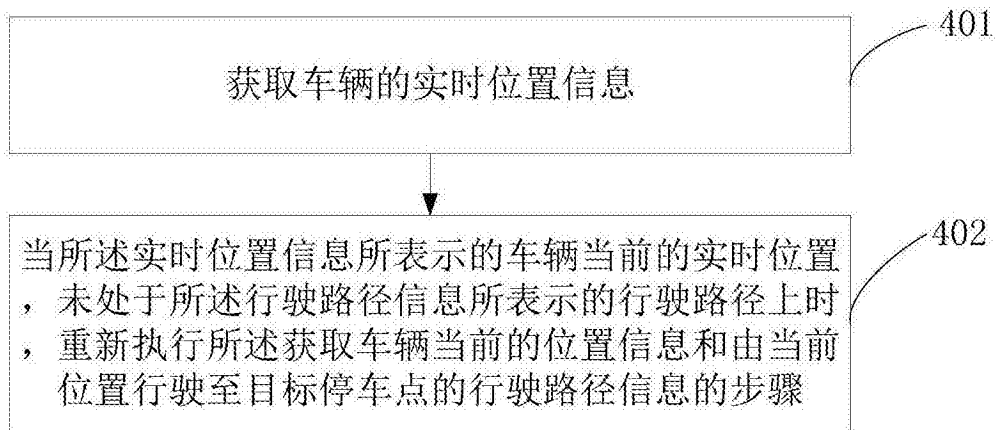 401
获取车辆的实时位置信息
402
当所述实时位置信息所表示的车辆当前的实时位置
，未处于所述行驶路径信息所表示的行驶路径上时
，重新执行所述获取车辆当前的位置信息和由当前
位置行驶至目标停车点的行驶路径信息的步骤